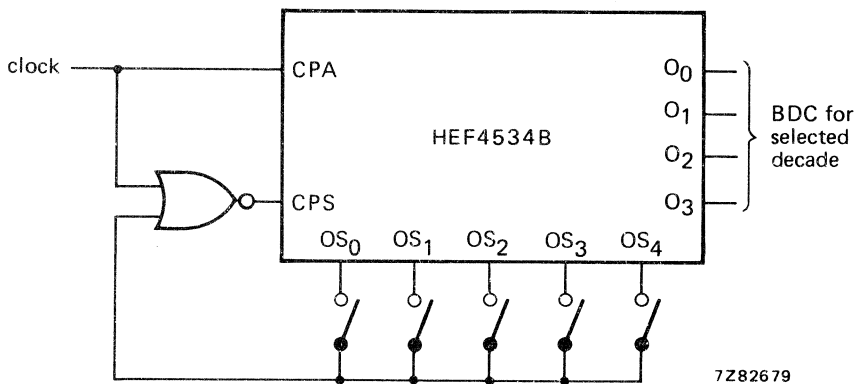 clock
CPA
HEF4534B
CPS
O0
O1
O2
O3
BDC for
selected
decade
OS0
OS1
OS2
OS3
OS4
7Z82679